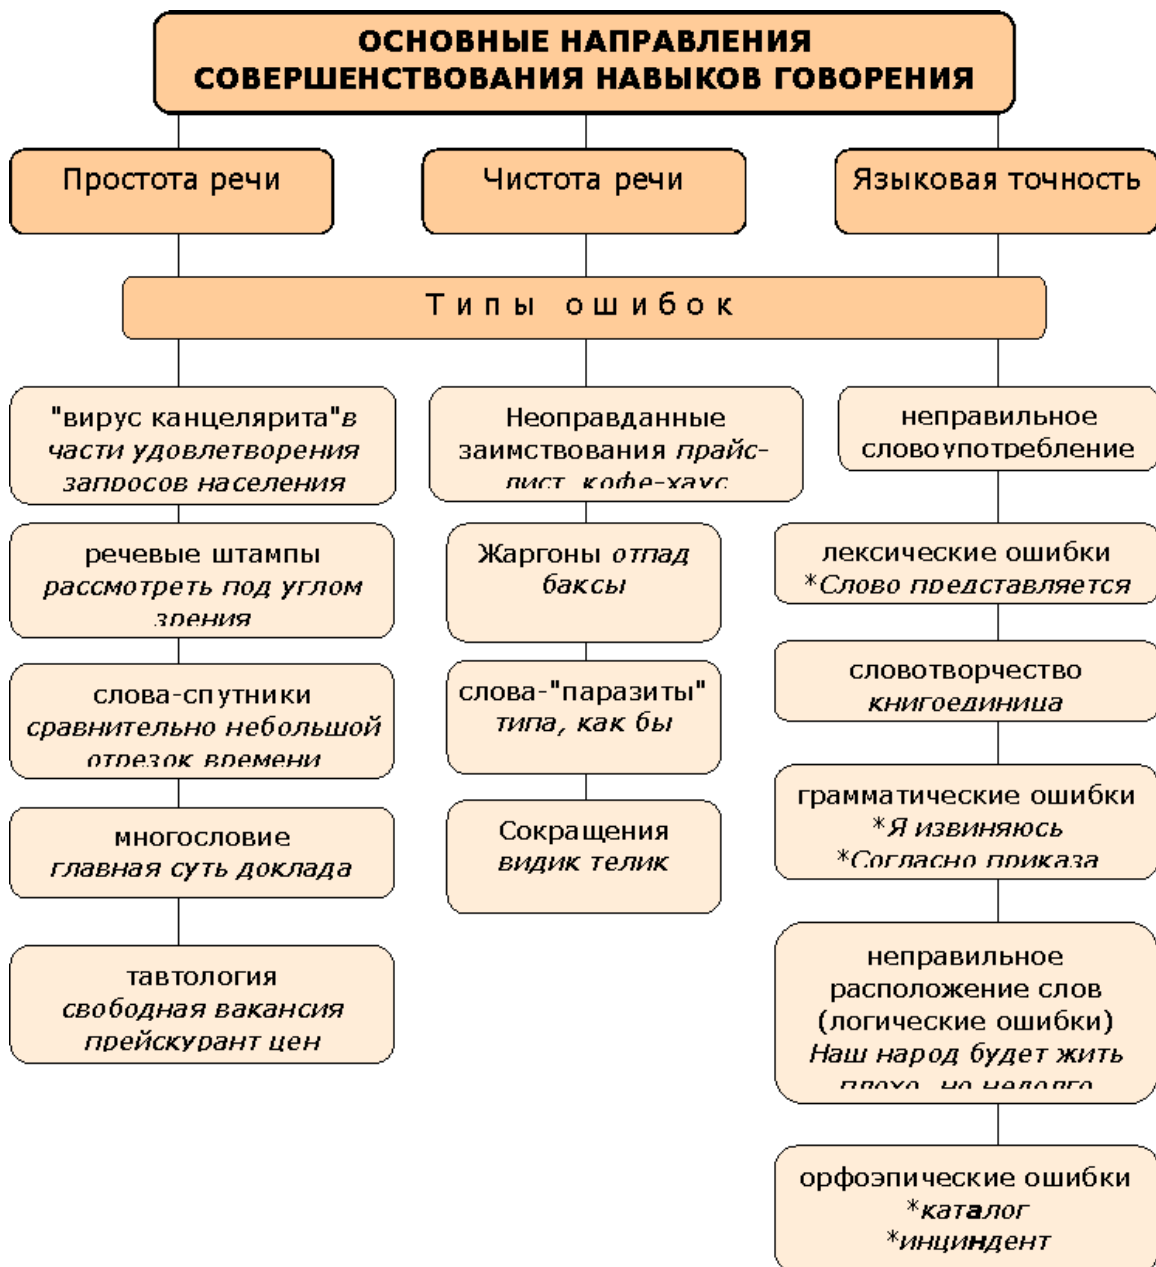 ОСНОВНЫЕ НАПРАВЛЕНИЯ
СОВЕРШЕНСТВОВАНИЯ НАВЫКОВ ГОВОРЕНИЯ
Простота речи
Чистота речи
Языковая точность
Типы ошибок
"вирус канцелярита"в
части удовлетворения
запросов населения
речевые штампы
рассмотреть под углом
зрения
слова-спутники
сравнительно небольшой
отрезок времени
многословие
главная суть доклада
тавтология
свободная вакансия
прейскурант цен
Неоправданные
заимствования прайс-
лист, кофе-хаус
Жаргоны отпад
баксы
слова-"паразиты"
типа, как бы
Сокращения
видик телик
неправильное
словоупотребление
лексические ошибки
*Слово представляется
словотворчество
книгоединица
грамматические ошибки
*Я извиняюсь
*Согласно приказа
неправильное
расположение слов
(логические ошибки)
Наш народ будет жить
плохо, но недолго
орфоэпические ошибки
*каталог
*инциндент